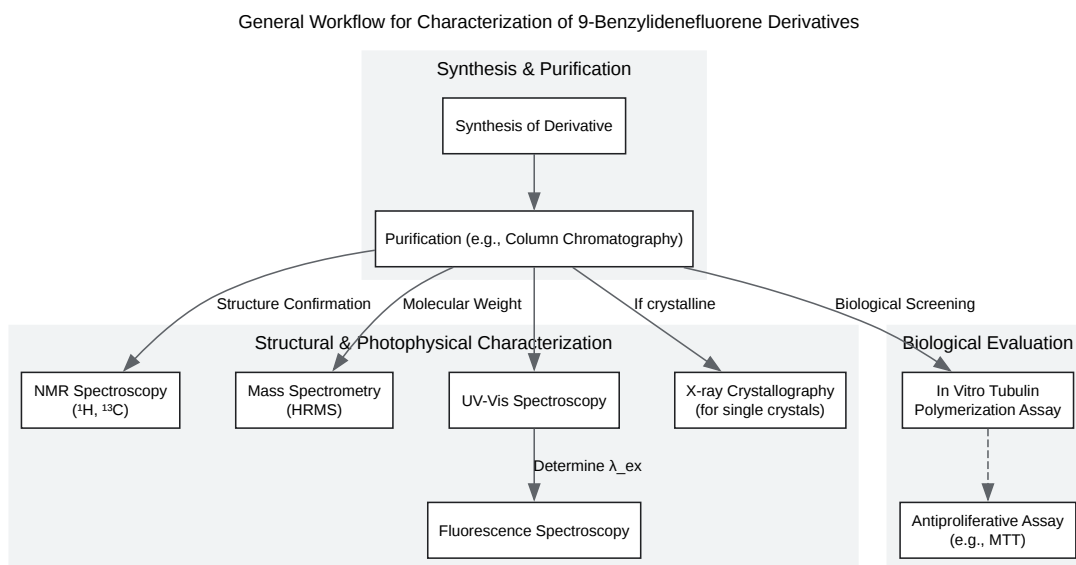 General Workflow for Characterization of 9-Benzylidenefluorene Derivatives
Synthesis & Purification
Synthesis of Derivative
Purification (e.g., Column Chromatography)
Structure Confirmation
Molecular Weight
If crystalline
Biological Screening
Structural & Photophysical Characterization
Biological Evaluation
NMR Spectroscopy
(¹H, ¹³C)
Mass Spectrometry
(HRMS)
UV-Vis Spectroscopy
X-ray Crystallography
(for single crystals)
In Vitro Tubulin
Polymerization Assay
Determine λ_ex
Fluorescence Spectroscopy
Antiproliferative Assay
(e.g., MTT)